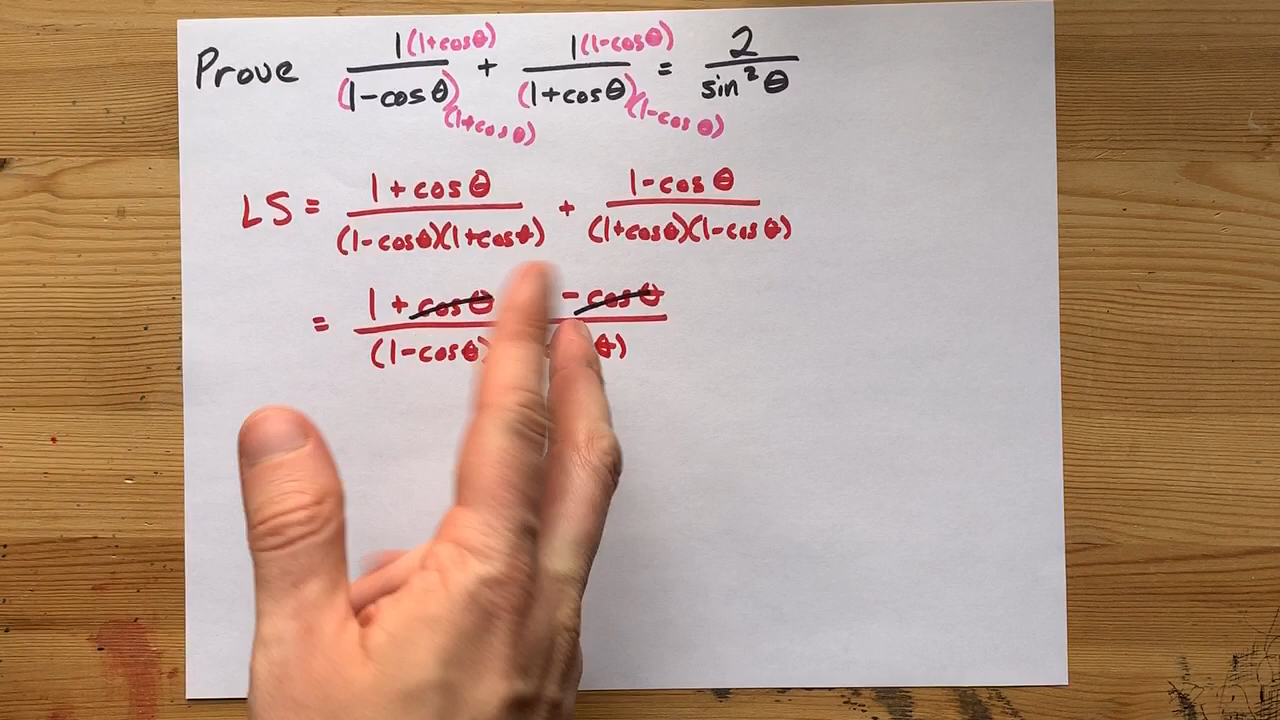 Prove 1(1+cosθ)/(1-cosθ)(1+cosθ) + 1(1-cosθ)/(1+cosθ)(1-cosθ) = 2/sin²θ
LS = 1+cosθ/(1-cosθ)(1+cosθ) + 1-cosθ/(1+cosθ)(1-cosθ)
= 1+cosθ -cosθ/(1-cosθ) θ)